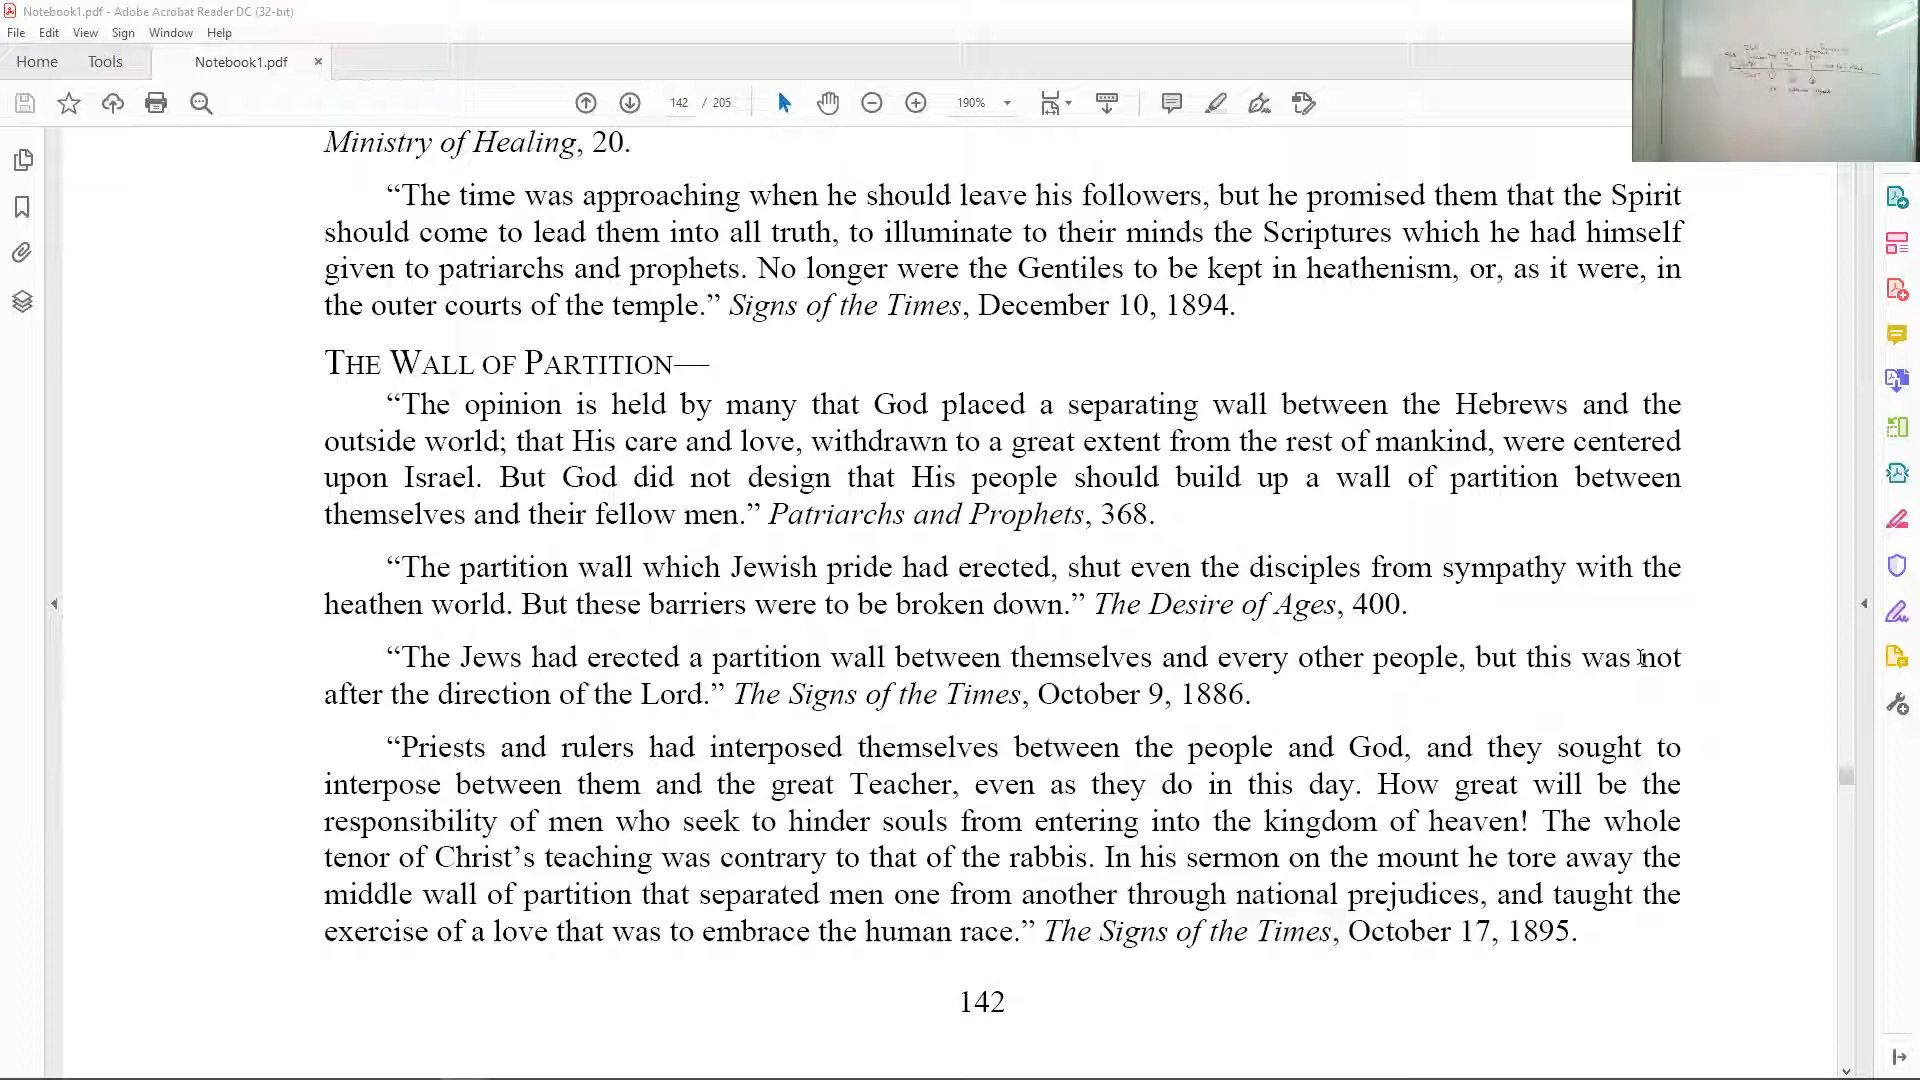 Notebook1.pdf - Adobe Acrobat Reader DC (32-bit)
File Edit View Sign Window Help
Home Tools Notebook1.pdf ×
142 / 205 190%
Ministry of Healing, 20.
“The time was approaching when he should leave his followers, but he promised them that the Spirit
should come to lead them into all truth, to illuminate to their minds the Scriptures which he had himself
given to patriarchs and prophets. No longer were the Gentiles to be kept in heathenism, or, as it were, in
the outer courts of the temple.” Signs of the Times, December 10, 1894.
THE WALL OF PARTITION—
“The opinion is held by many that God placed a separating wall between the Hebrews and the
outside world; that His care and love, withdrawn to a great extent from the rest of mankind, were centered
upon Israel. But God did not design that His people should build up a wall of partition between
themselves and their fellow men.” Patriarchs and Prophets, 368.
“The partition wall which Jewish pride had erected, shut even the disciples from sympathy with the
heathen world. But these barriers were to be broken down.” The Desire of Ages, 400.
“The Jews had erected a partition wall between themselves and every other people, but this was not
after the direction of the Lord.” The Signs of the Times, October 9, 1886.
“Priests and rulers had interposed themselves between the people and God, and they sought to
interpose between them and the great Teacher, even as they do in this day. How great will be the
responsibility of men who seek to hinder souls from entering into the kingdom of heaven! The whole
tenor of Christ’s teaching was contrary to that of the rabbis. In his sermon on the mount he tore away the
middle wall of partition that separated men one from another through national prejudices, and taught the
exercise of a love that was to embrace the human race.” The Signs of the Times, October 17, 1895.
142